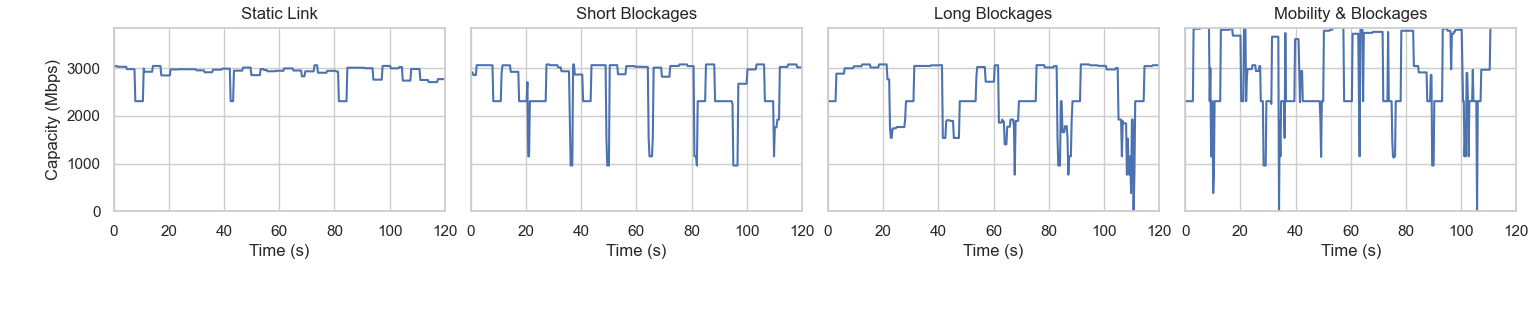 Static Link
Short Blockages
Long Blockages
Mobility & Blockages
Capacity (Mbps)
3000
2000
1000
0
0 20 40 60 80 100 120
0 20 40 60 80 100 120
0 20 40 60 80 100 120
0 20 40 60 80 100 120
Time (s)
Time (s)
Time (s)
Time (s)